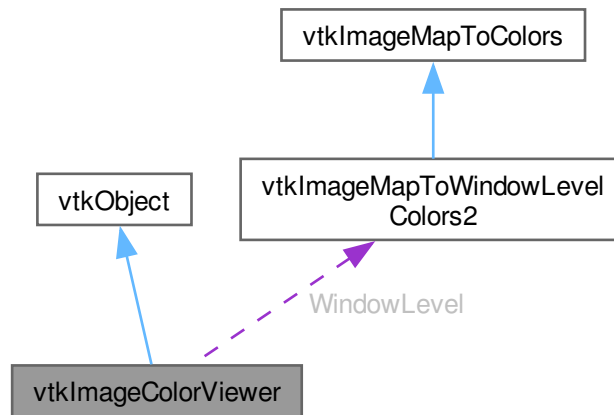 vtkImageMapToColors
vtkObject
vtkImageMapToWindowLevel
Colors2
WindowLevel
vtkImageColorViewer